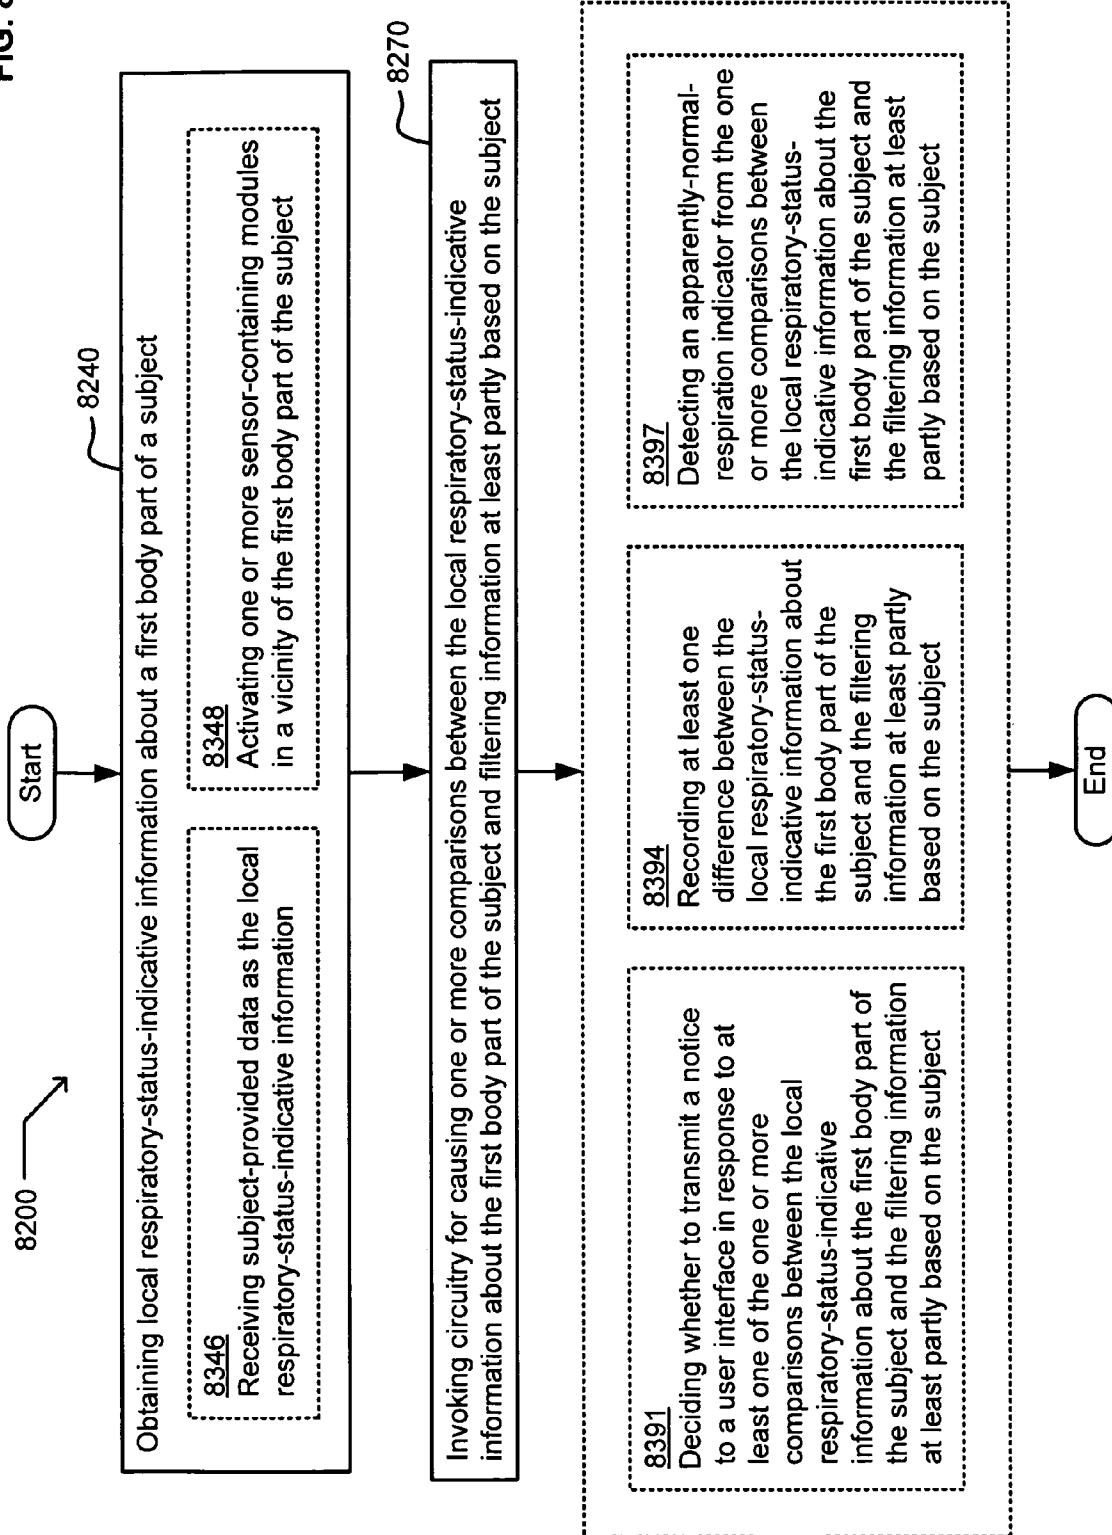 FIG.
8200
Start
8240
Obtaining local respiratory-status-indicative information about a first body part of a subject
8346
Receiving subject-provided data as the local
respiratory-status-indicative information
8348
Activating one or more sensor-containing modules
in a vicinity of the first body part of the subject
8270
Invoking circuitry for causing one or more comparisons between the local respiratory-status-indicative
information about the first body part of the subject and filtering information at least partly based on the subject
8391
Deciding whether to transmit a notice
to a user interface in response to at
least one of the one or more
comparisons between the local
respiratory-status-indicative
information about the first body part of
the subject and the filtering information
at least partly based on the subject
8394
Recording at least one
difference between the
local respiratory-status-
indicative information about
the first body part of the
subject and the filtering
information at least partly
based on the subject
8397
Detecting an apparently-normal-
respiration indicator from the one
or more comparisons between
the local respiratory-status-
indicative information about the
first body part of the subject and
the filtering information at least
partly based on the subject
End